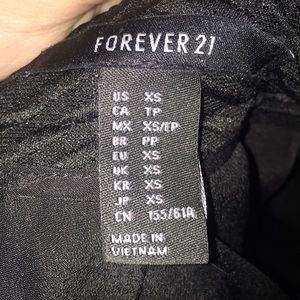 FOREVER 21
US XS
CA TP
MX XS/EP
BR PP
EU XS
UK XS
KR XS
JP XS
CN 155/61A
MADE IN
VIETNAM